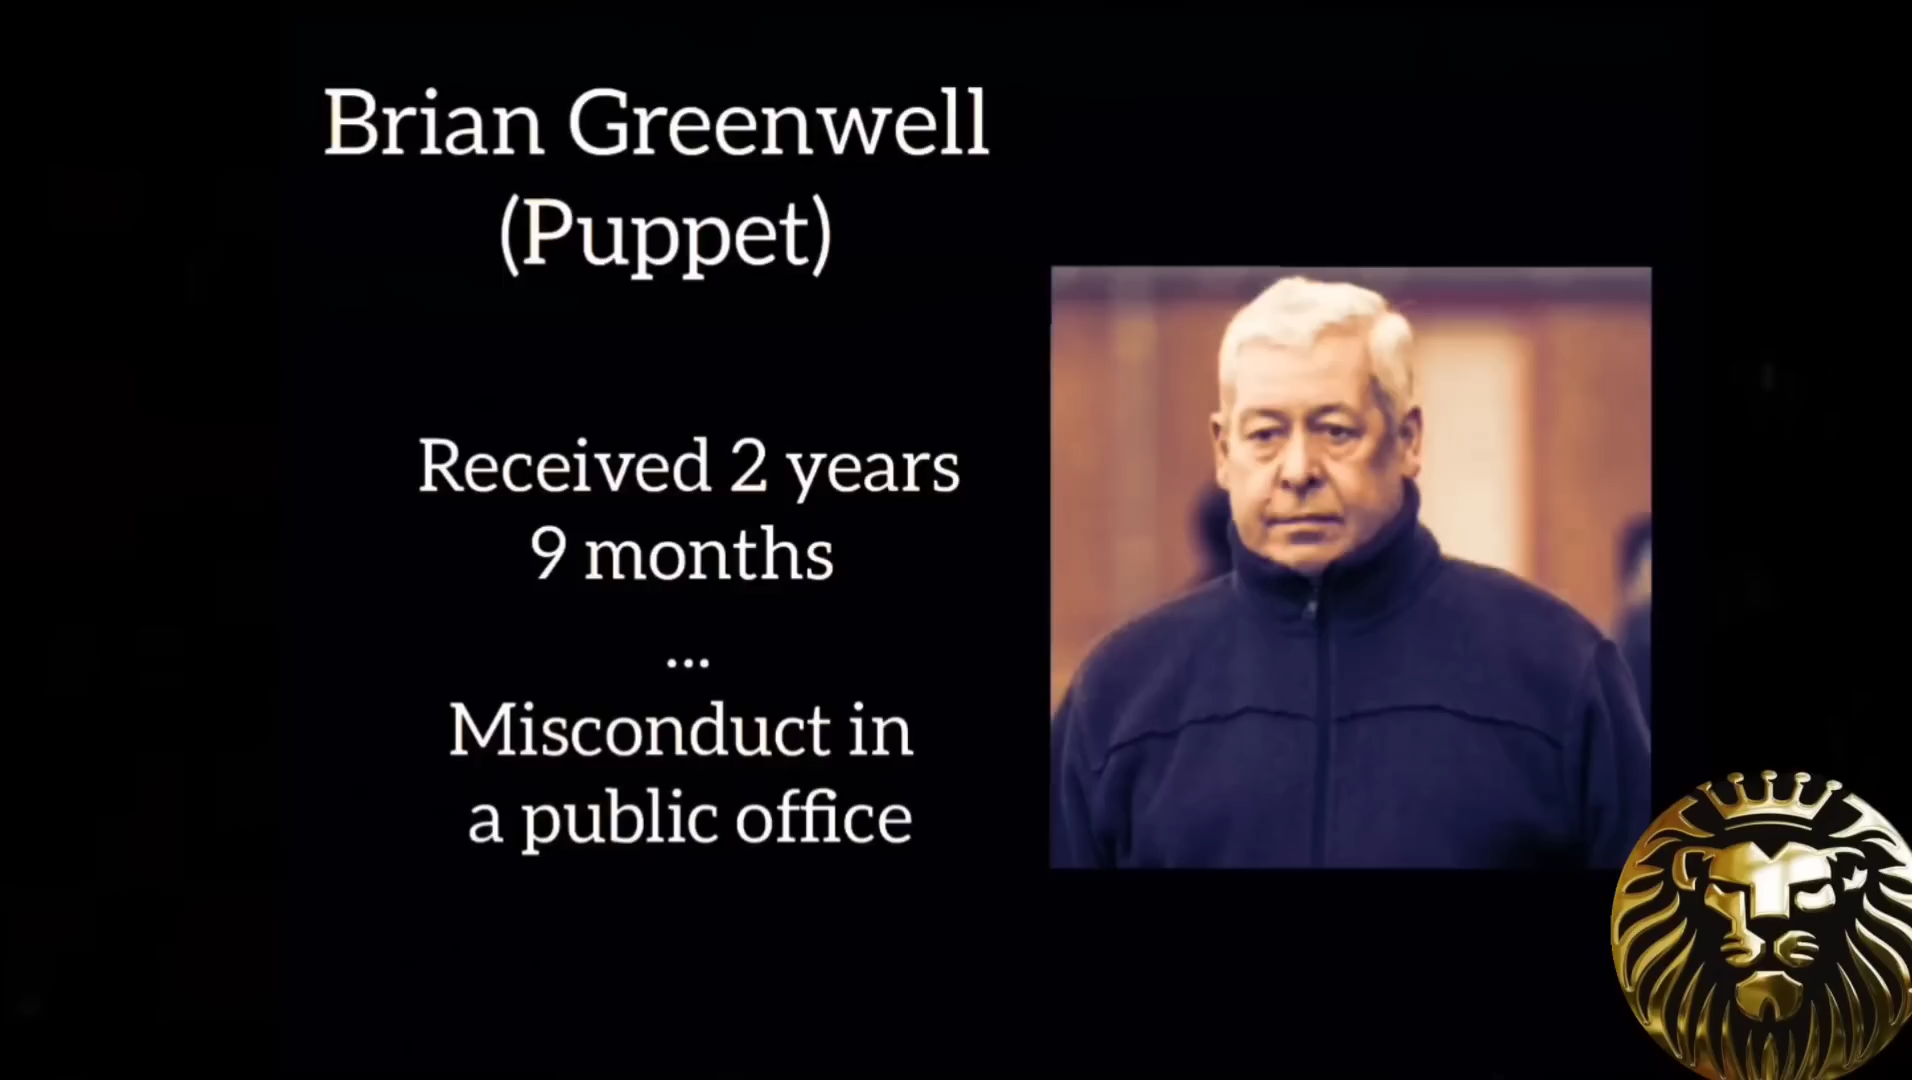 Brian Greenwell
(Puppet)
Received 2 years
9 months
...
Misconduct in
a public office